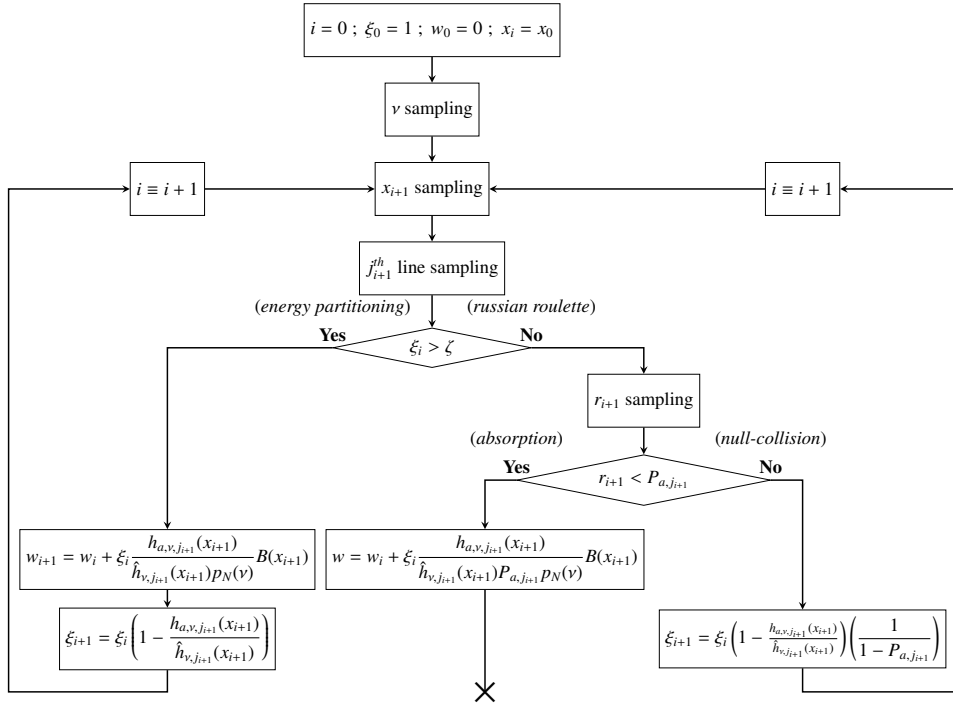 i = 0 ; ξ₀ = 1 ; w₀ = 0 ; xᵢ = x₀
ν sampling
i ≡ i + 1
x_{i+1} sampling
i ≡ i + 1
j_{i+1}^{th} line sampling
(energy partitioning) (russian roulette)
Yes No
ξ_i > ζ
r_{i+1} sampling
(absorption) (null-collision)
Yes No
r_{i+1} < P_{a,j_{i+1}}
w_{i+1} = w_i + ξ_i \frac{h_{a,ν,j_{i+1}}(x_{i+1})}{\hat{h}_{ν,j_{i+1}}(x_{i+1}) p_N(ν)} B(x_{i+1})
w = w_i + ξ_i \frac{h_{a,ν,j_{i+1}}(x_{i+1})}{\hat{h}_{ν,j_{i+1}}(x_{i+1}) P_{a,j_{i+1}} p_N(ν)} B(x_{i+1})
ξ_{i+1} = ξ_i \left(1 − \frac{h_{a,ν,j_{i+1}}(x_{i+1})}{\hat{h}_{ν,j_{i+1}}(x_{i+1})}\right)
ξ_{i+1} = ξ_i \left(1 − \frac{h_{a,ν,j_{i+1}}(x_{i+1})}{\hat{h}_{ν,j_{i+1}}(x_{i+1})}\right) \left(\frac{1}{1 − P_{a,j_{i+1}}}\right)